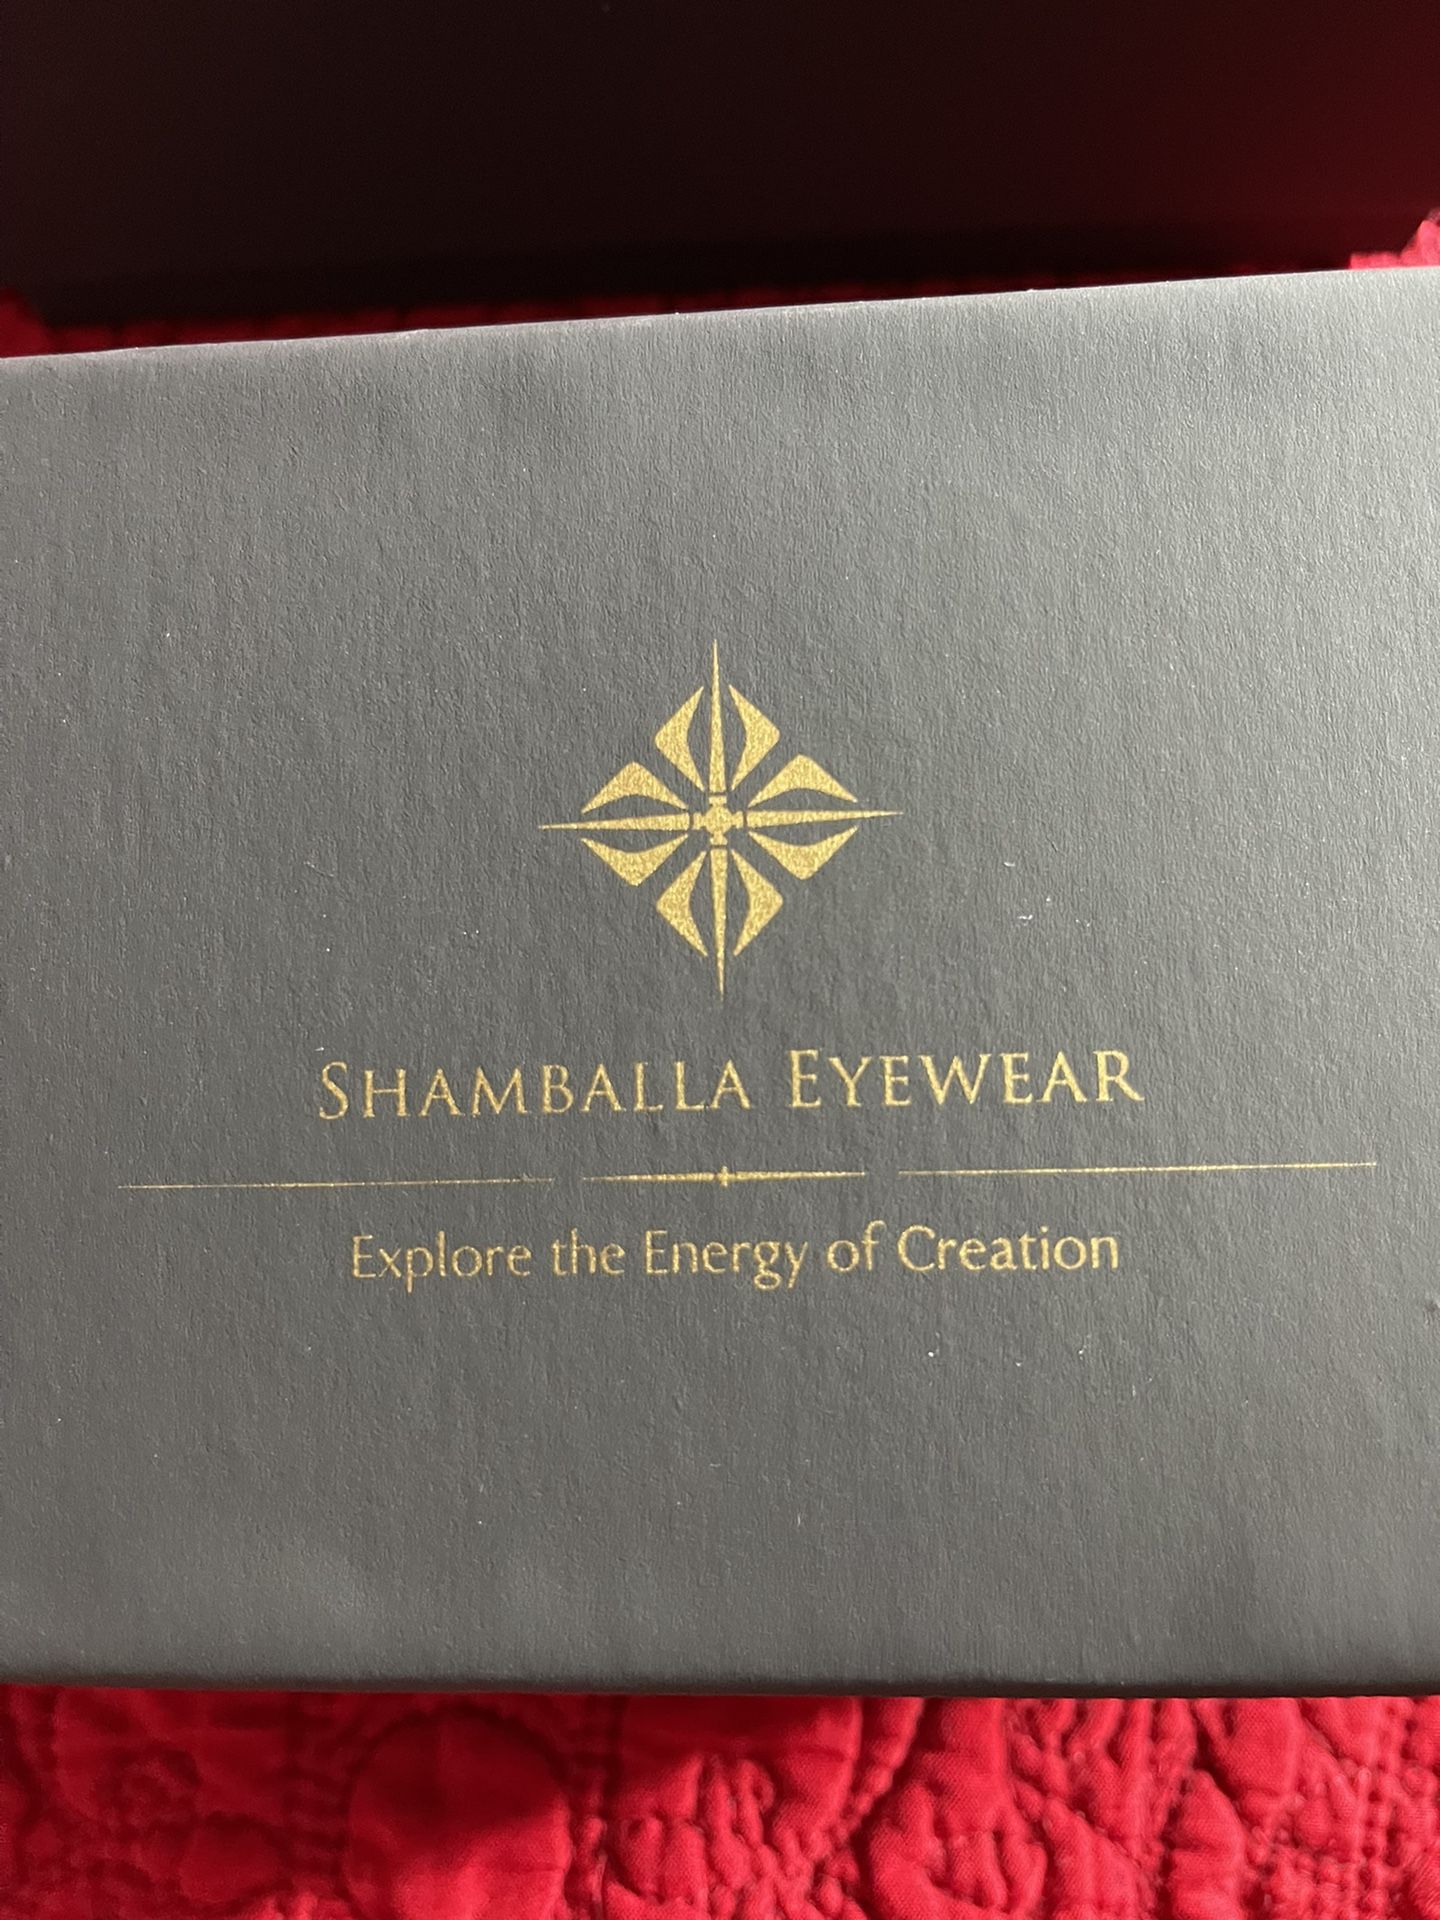 SHAMBALLA EYEWEAR
Explore the Energy of Creation